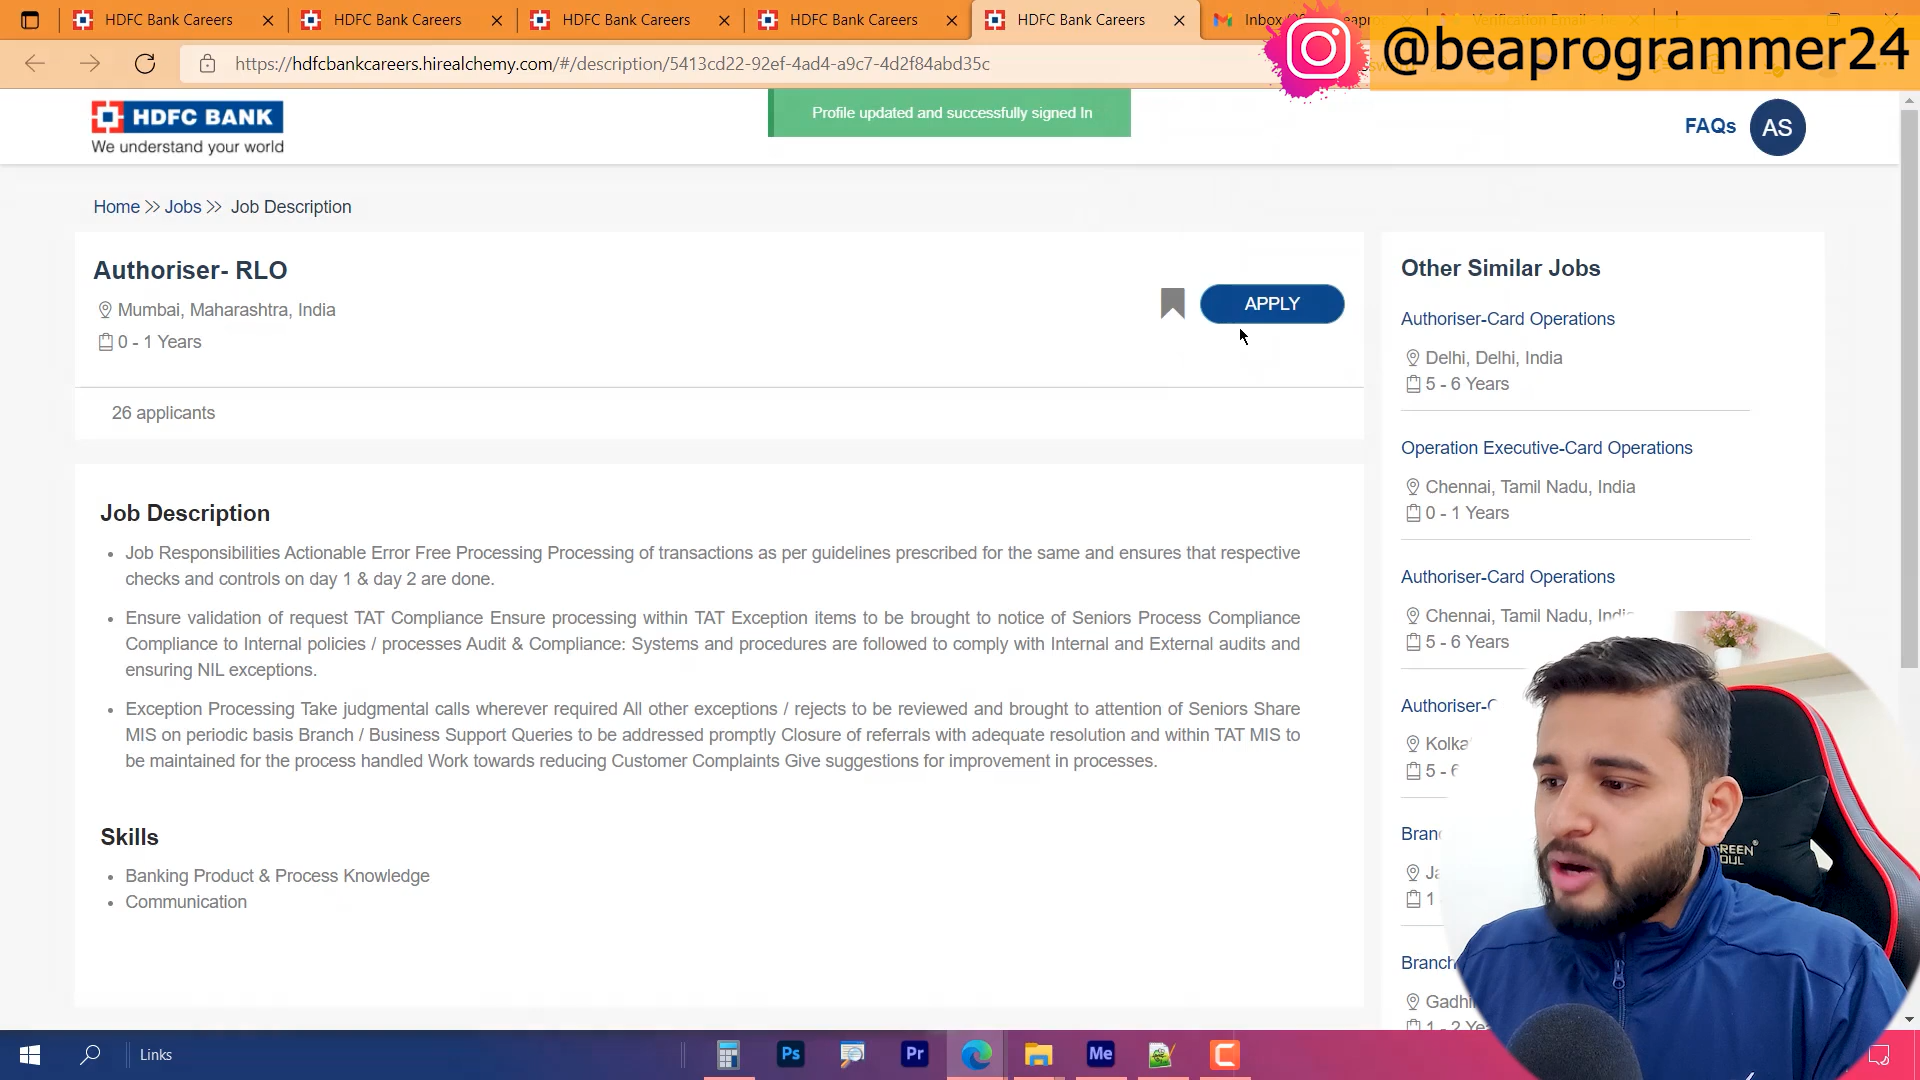 HDFC Bank Careers
HDFC Bank Careers
HDFC Bank Careers
HDFC Bank Careers
HDFC Bank Careers
@beaprogrammer24
https://hdfcbankcareers.hirealchemy.com/#/description/5413cd22-92ef-4ad4-a9c7-4d2f84abd35c
HDFC BANK
We understand your world
Profile updated and successfully signed In
FAQs
AS
Home >> Jobs >> Job Description
Authoriser- RLO
Mumbai, Maharashtra, India
0 - 1 Years
APPLY
26 applicants
Job Description
• Job Responsibilities Actionable Error Free Processing Processing of transactions as per guidelines prescribed for the same and ensures that respective
checks and controls on day 1 & day 2 are done.
• Ensure validation of request TAT Compliance Ensure processing within TAT Exception items to be brought to notice of Seniors Process Compliance
Compliance to Internal policies / processes Audit & Compliance: Systems and procedures are followed to comply with Internal and External audits and
ensuring NIL exceptions.
• Exception Processing Take judgmental calls wherever required All other exceptions / rejects to be reviewed and brought to attention of Seniors Share
MIS on periodic basis Branch / Business Support Queries to be addressed promptly Closure of referrals with adequate resolution and within TAT MIS to
be maintained for the process handled Work towards reducing Customer Complaints Give suggestions for improvement in processes.
Skills
• Banking Product & Process Knowledge
• Communication
Other Similar Jobs
Authoriser-Card Operations
Delhi, Delhi, India
5 - 6 Years
Operation Executive-Card Operations
Chennai, Tamil Nadu, India
0 - 1 Years
Authoriser-Card Operations
Chennai, Tamil Nadu,
5 - 6 Years
Links
Ps
Pr
Me